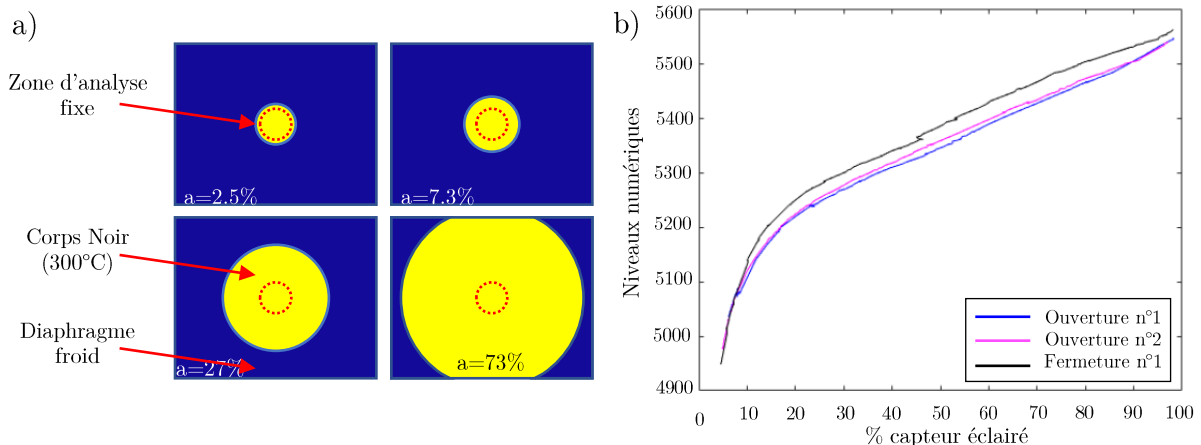 a)
Zone d'analyse
fixe
a=2.5%
a=7.3%
Corps Noir
(300°C)
Diaphragme
froid
a=27%
a=73%
b)
Niveaux numériques
5600
5500
5400
5300
5200
5100
5000
4900
0 10 20 30 40 50 60 70 80 90 100
% capteur éclairé
Ouverture n°1
Ouverture n°2
Fermeture n°1